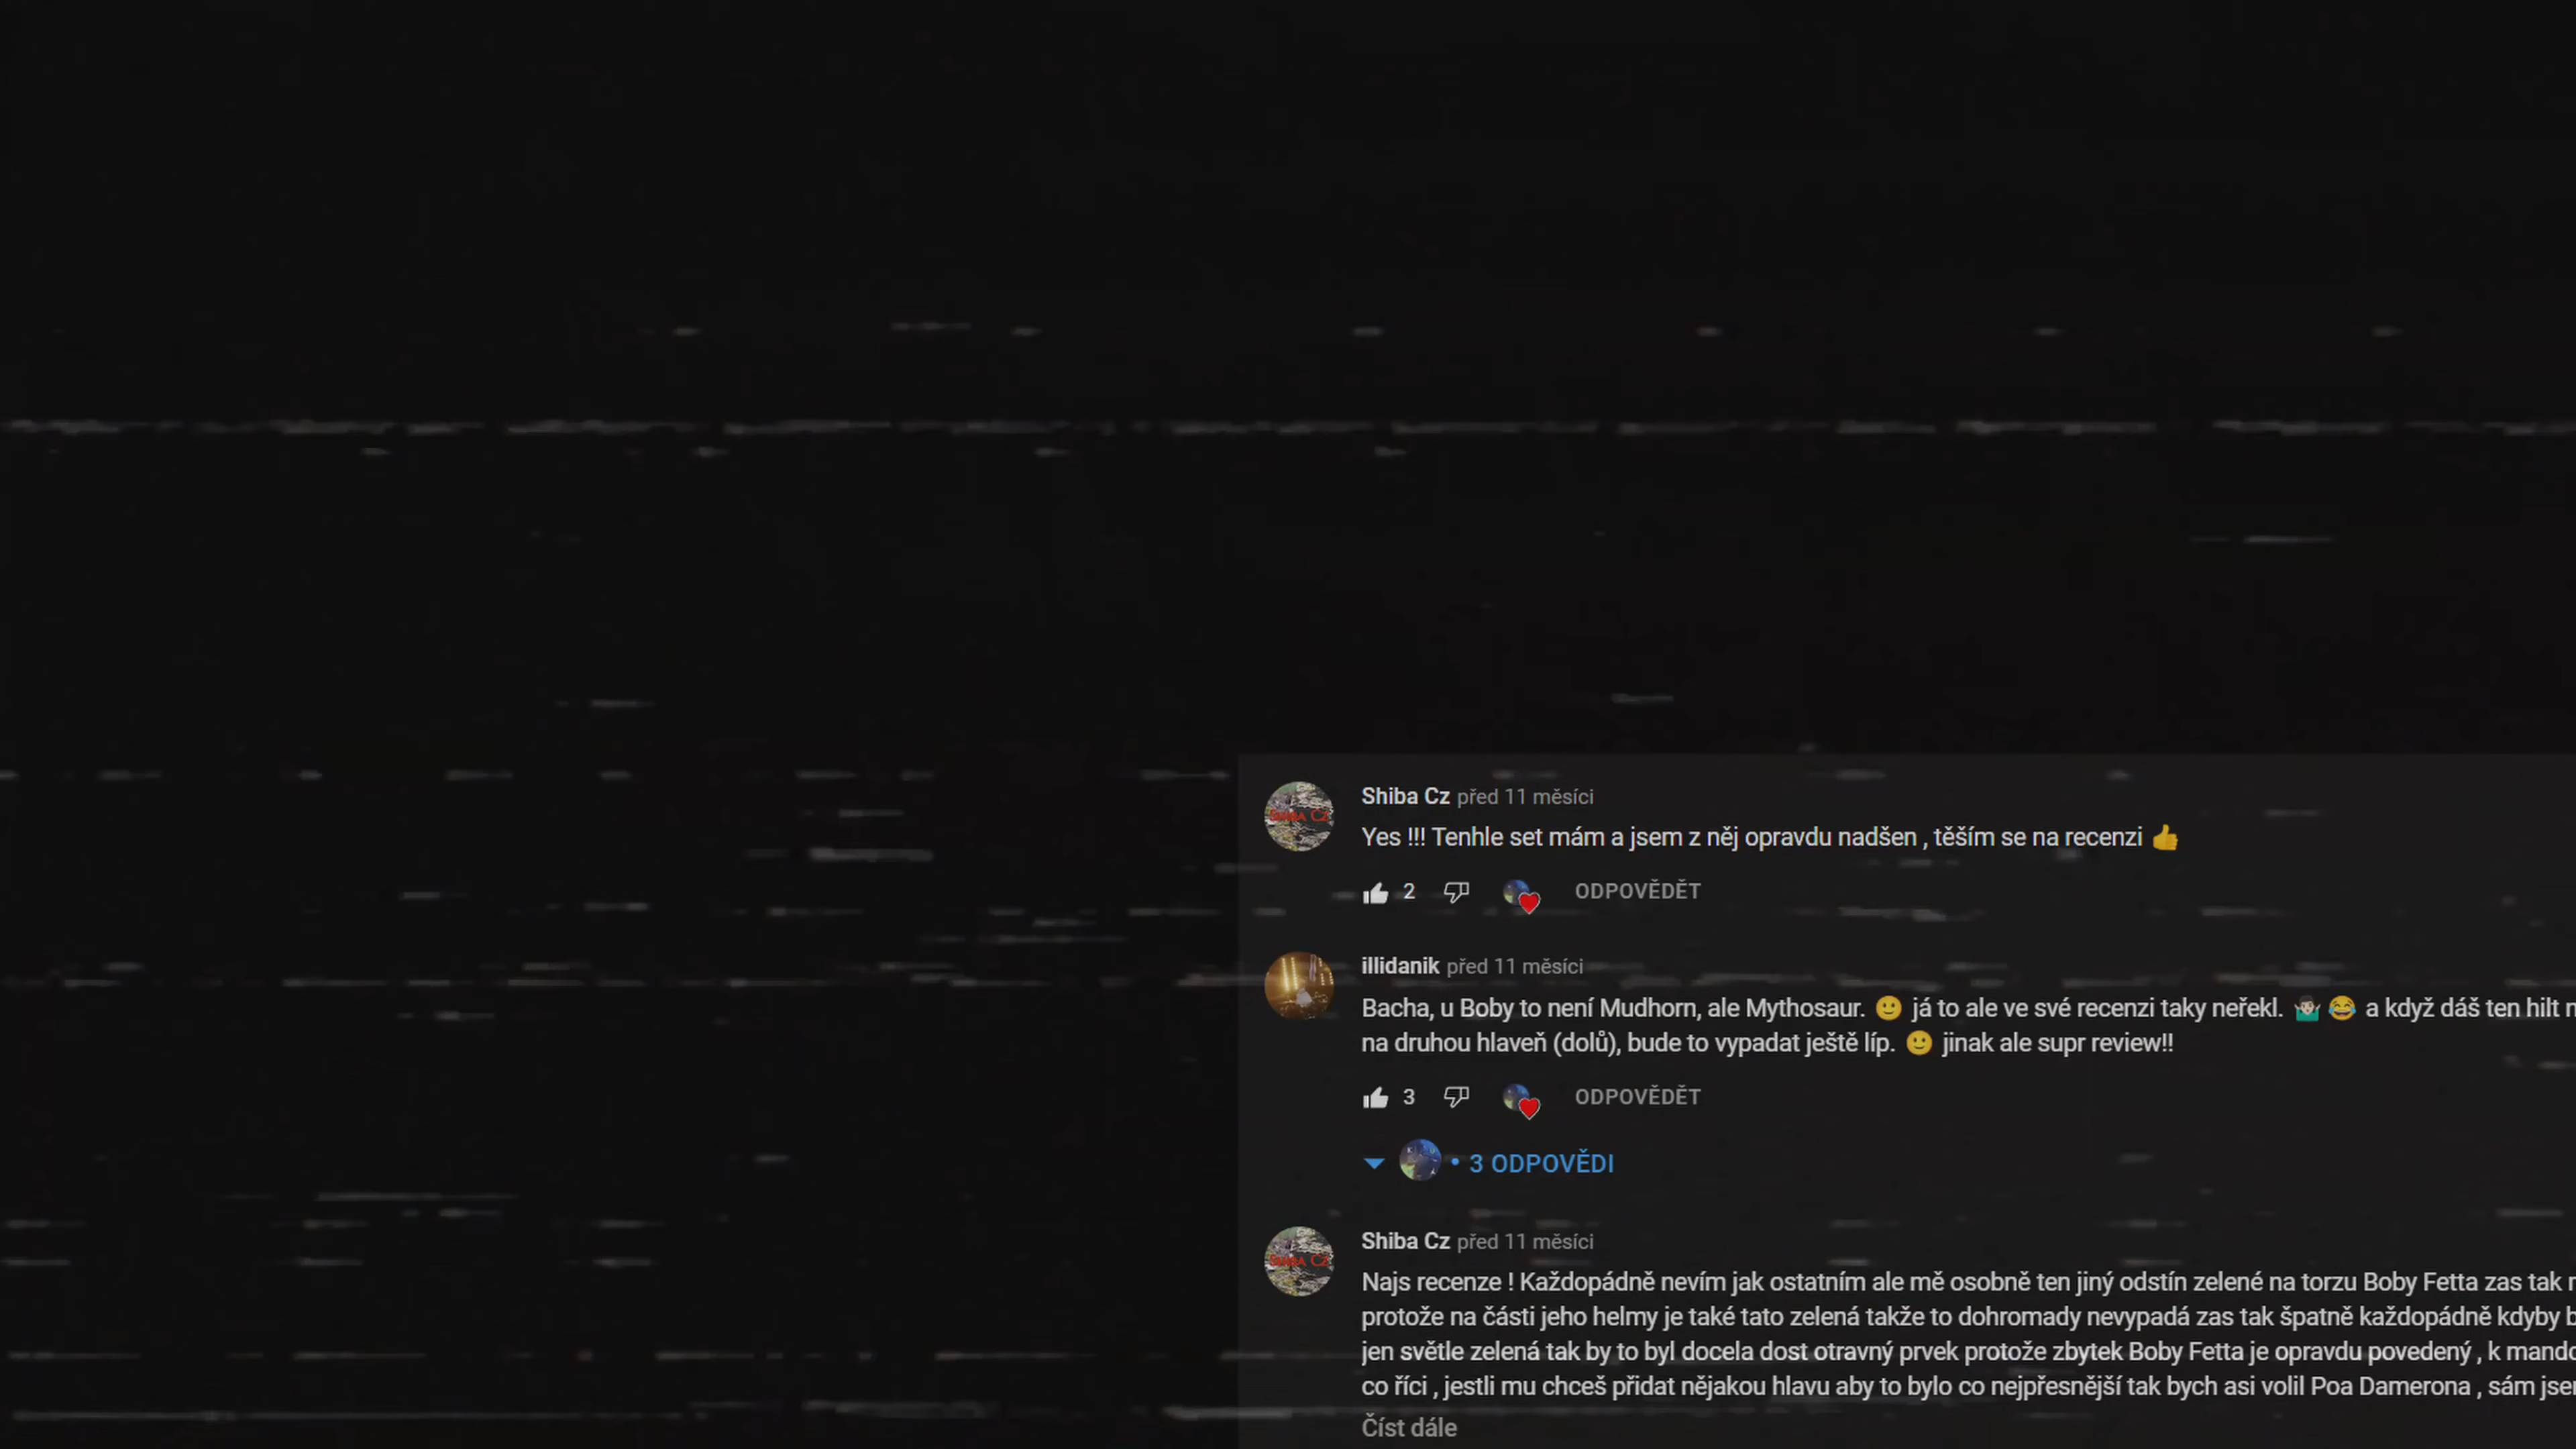 Shiba Cz před 11 měsíci
Yes !!! Tenhle set mám a jsem z něj opravdu nadšen , těším se na recenzi 👍
2 ODPOVĚDĚT
illidanik před 11 měsíci
Bacha, u Boby to není Mudhorn, ale Mythosaur. 🙂 já to ale ve své recenzi taky neřekl. 🤷🏻‍♂️ 😂 a když dáš ten hilt
na druhou hlaveň (dolů), bude to vypadat ještě líp. 🙂 jinak ale supr review!!
3 ODPOVĚDĚT
• 3 ODPOVĚDI
Shiba Cz před 11 měsíci
Najs recenze ! Každopádně nevím jak ostatním ale mě osobně ten jiný odstín zelené na torzu Boby Fetta zas tak
protože na části jeho helmy je také tato zelená takže to dohromady nevypadá zas tak špatně každopádně kdyby
jen světle zelená tak by to byl docela dost otravný prvek protože zbytek Boby Fetta je opravdu povedený , k
co říci , jestli mu chceš přidat nějakou hlavu aby to bylo co nejpřesnější tak bych asi volil Poa Damerona , sám
Číst dále